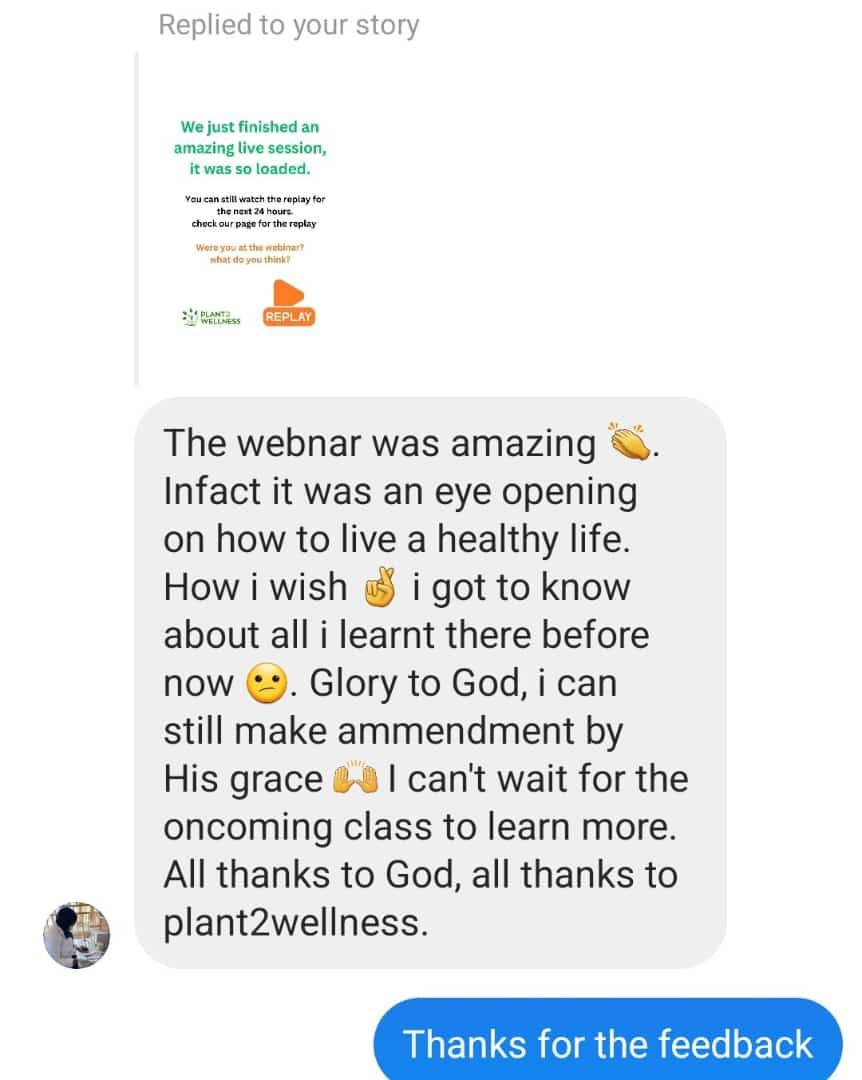 Replied to your story
We just finished an
amazing live session,
it was so loaded.
You can still watch the replay for
the next 24 hours.
check our page for the replay
Were you at the webinar?
what do you think?
PLANT2
WELLNESS
REPLAY
The webnar was amazing 👏.
Infact it was an eye opening
on how to live a healthy life.
How i wish 🤞 i got to know
about all i learnt there before
now 😕. Glory to God, i can
still make ammendment by
His grace 🙌 I can't wait for the
oncoming class to learn more.
All thanks to God, all thanks to
plant2wellness.
Thanks for the feedback